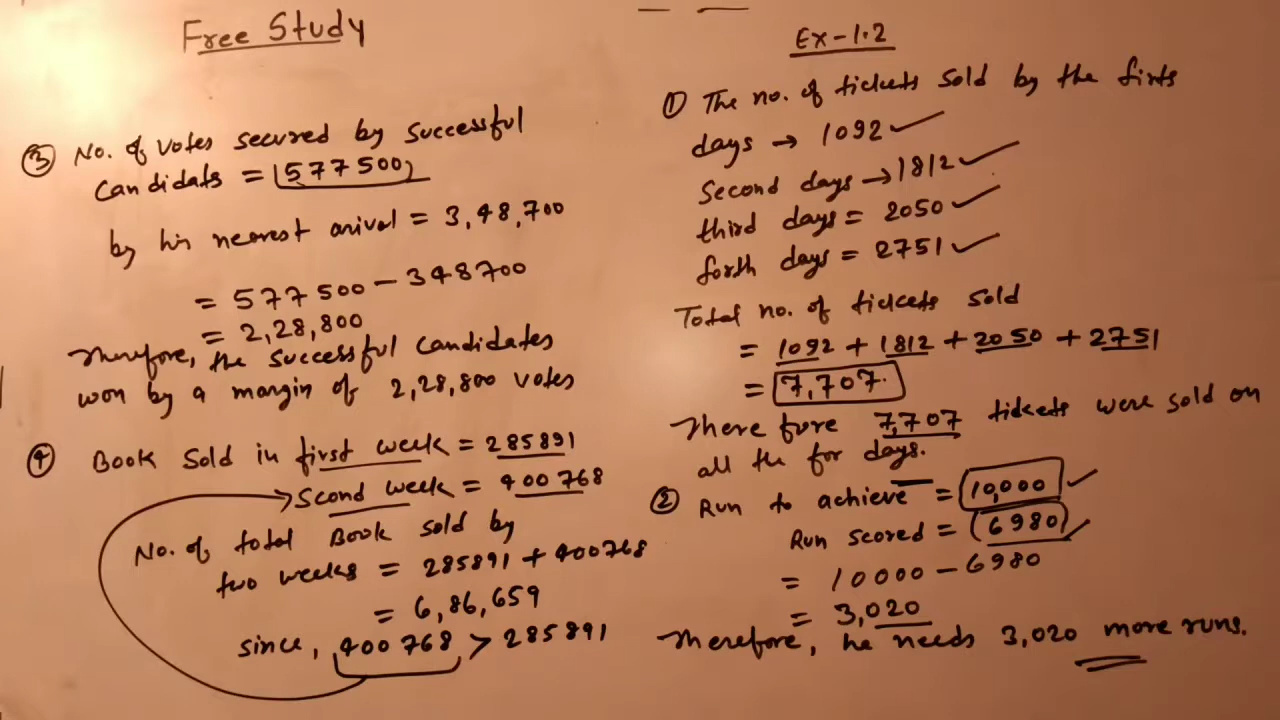 Free Study
③ No. of votes secured by successful
candidats = 577500
by his nearest arival = 3,48,700
= 577500 - 348700
= 2,28,800
Therefore, the successful candidates
won by a margin of 2,28,800 votes
④ Book sold in first week = 285891
Scond week = 400768
No. of total Book sold by
two weeks = 285891 + 400768
= 6,86,659
since, 400768 > 285891
Ex-1.2
① The no. of tickets sold by the firts
days → 1092
Second days → 1812
third days = 2050
forth days = 2751
Total no. of tickets sold
= 1092 + 1812 + 2050 + 2751
= 7,707.
There fore 7,707 tickets were sold on
all the for days.
② Run to achieve = 10,000
Run scored = 6980
= 10000 - 6980
= 3,020
Therefore, he needs 3,020 more runs.